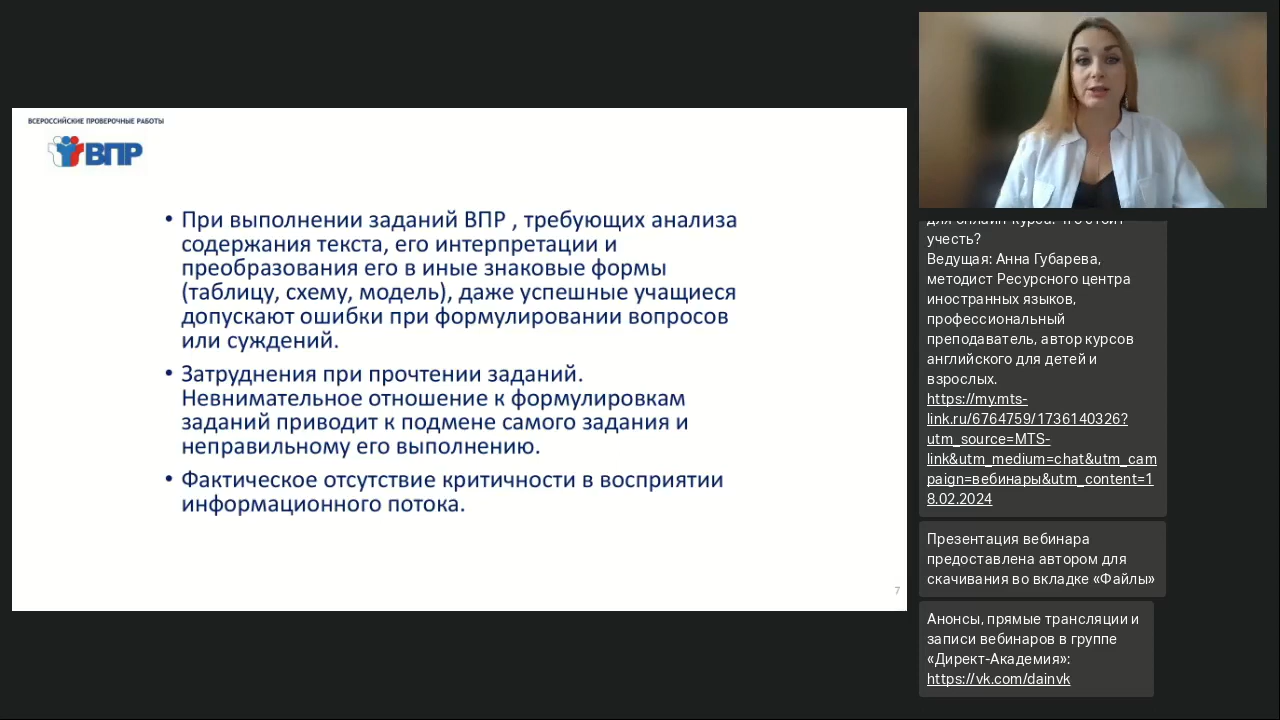 ВСЕРОССИЙСКИЕ ПРОВЕРОЧНЫЕ РАБОТЫ
ВПР
• При выполнении заданий ВПР , требующих анализа
содержания текста, его интерпретации и
преобразования его в иные знаковые формы
(таблицу, схему, модель), даже успешные учащиеся
допускают ошибки при формулировании вопросов
или суждений.
• Затруднения при прочтении заданий.
Невнимательное отношение к формулировкам
заданий приводит к подмене самого задания и
неправильному его выполнению.
• Фактическое отсутствие критичности в восприятии
информационного потока.
7
для онлайн-курса. Что стоит
учесть?
Ведущая: Анна Губарева,
методист Ресурсного центра
иностранных языков,
профессиональный
преподаватель, автор курсов
английского для детей и
взрослых.
https://my.mts-
link.ru/6764759/1736140326?
utm_source=MTS-
link&utm_medium=chat&utm_cam
paign=вебинары&utm_content=1
8.02.2024
Презентация вебинара
предоставлена автором для
скачивания во вкладке «Файлы»
Анонсы, прямые трансляции и
записи вебинаров в группе
«Директ-Академия»:
https://vk.com/dainvk